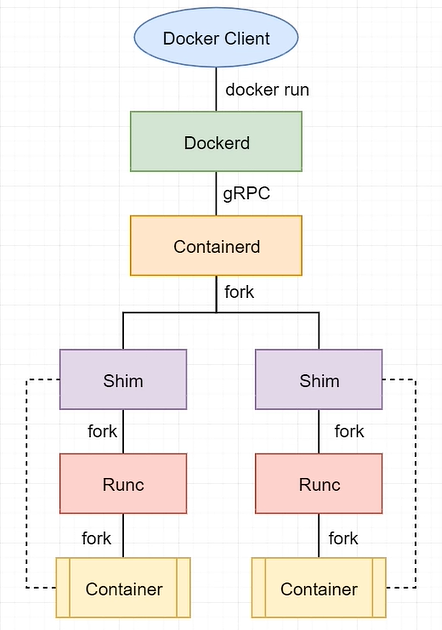 Docker Client
docker run
Dockerd
gRPC
Containerd
fork
Shim
Shim
fork
fork
Runc
Runc
fork
fork
Container
Container